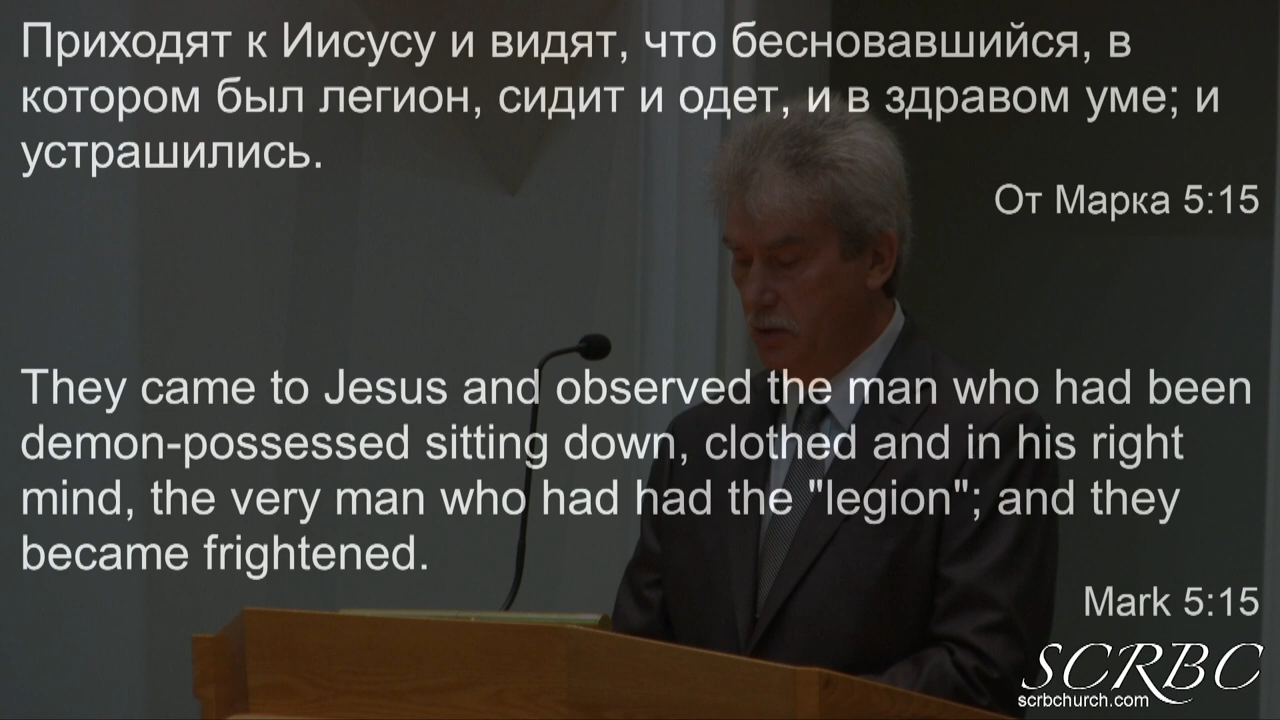 Приходят к Иисусу и видят, что бесновавшийся, в
котором был легион, сидит и одет, и в здравом уме; и
устрашились.
От Марка 5:15
They came to Jesus and observed the man who had been
demon-possessed sitting down, clothed and in his right
mind, the very man who had had the "legion"; and they
became frightened.
Mark 5:15
SCRBC
scrbchurch.com